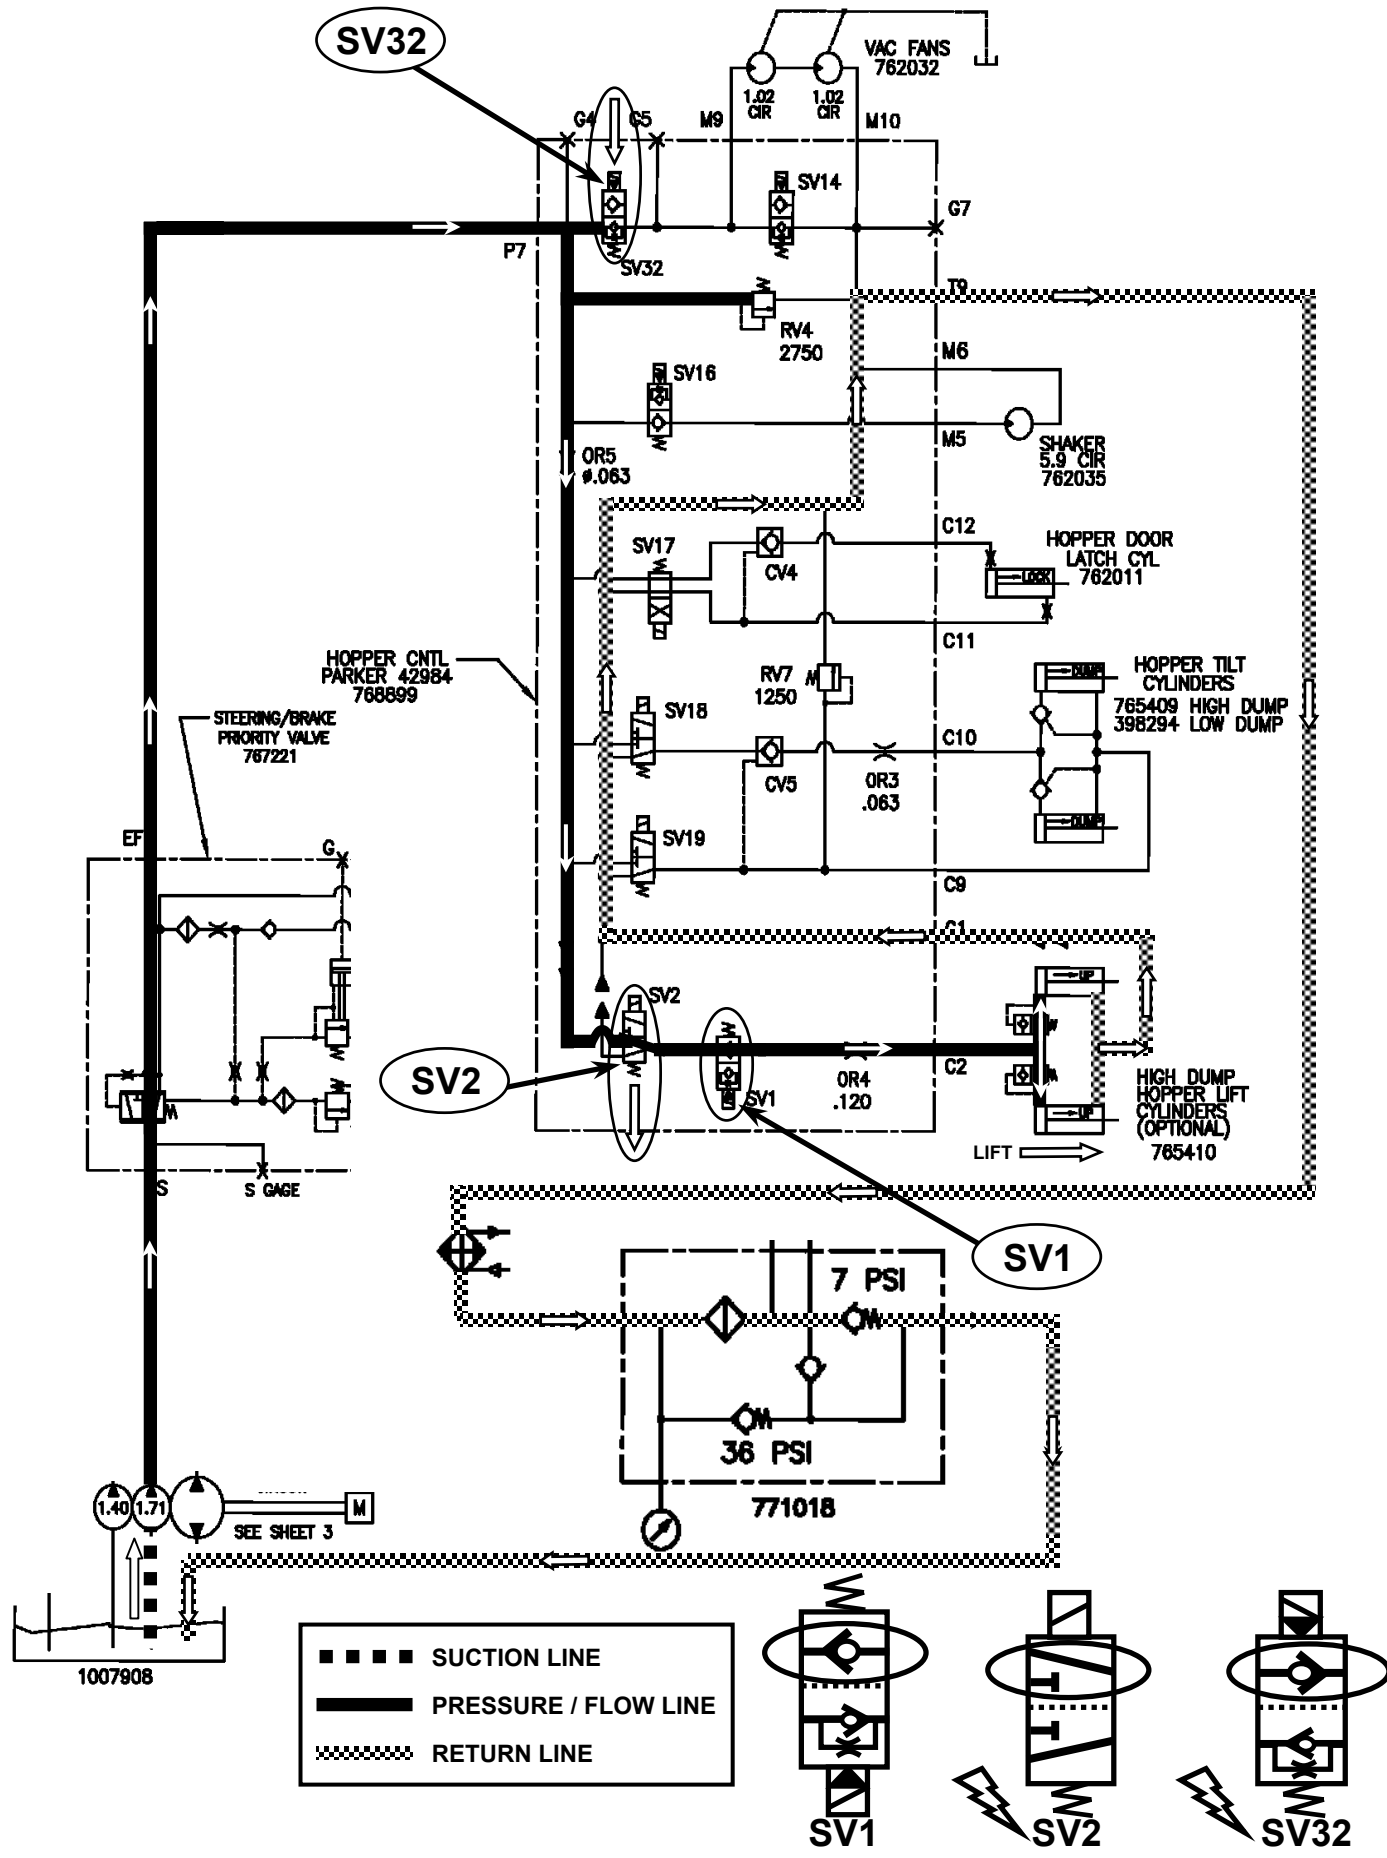 SV32
VAC FANS
762032
1.02
CIR
1.02
CIR
G4
C5
M9
M10
SV14
G7
P7
SV32
T9
RV4
2750
M6
SV16
M5
SHAKER
5.9 CIR
762035
OR5
ø.063
C12
HOPPER DOOR
LATCH CYL
762011
SV17
CV4
LOCK
C11
HOPPER CNTL
PARKER 42984
768899
RV7
1250
DUMP
HOPPER TILT
CYLINDERS
765409 HIGH DUMP
398294 LOW DUMP
STEERING/BRAKE
PRIORITY VALVE
767221
SV18
C10
CV5
OR3
.063
DUMP
EF
G
SV19
C9
C1
UP
SV2
SV2
OR4
.120
C2
SV1
UP
HIGH DUMP
HOPPER LIFT
CYLINDERS
(OPTIONAL)
765410
LIFT
S
S GAGE
SV1
7 PSI
36 PSI
771018
1.40
1.71
M
SEE SHEET 3
1007908
SUCTION LINE
PRESSURE / FLOW LINE
RETURN LINE
SV1
SV2
SV32